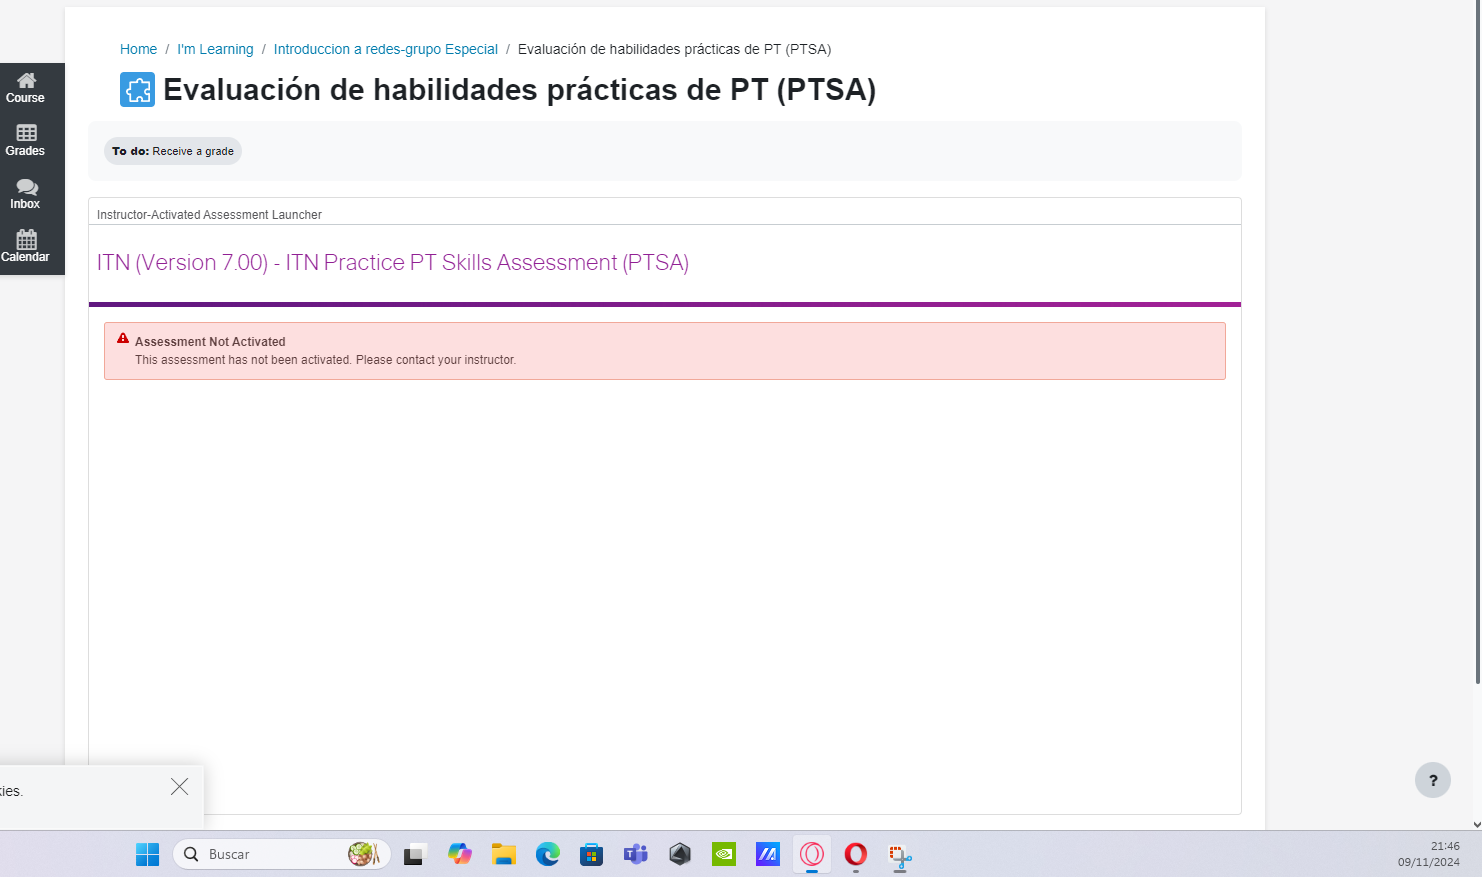 Home / I'm Learning / Introduccion a redes-grupo Especial / Evaluación de habilidades prácticas de PT (PTSA)
Evaluación de habilidades prácticas de PT (PTSA)
Course
Grades
Inbox
Calendar
To do: Receive a grade
Instructor-Activated Assessment Launcher
ITN (Version 7.00) - ITN Practice PT Skills Assessment (PTSA)
Assessment Not Activated
This assessment has not been activated. Please contact your instructor.
kies.
?
Buscar
21:46
09/11/2024